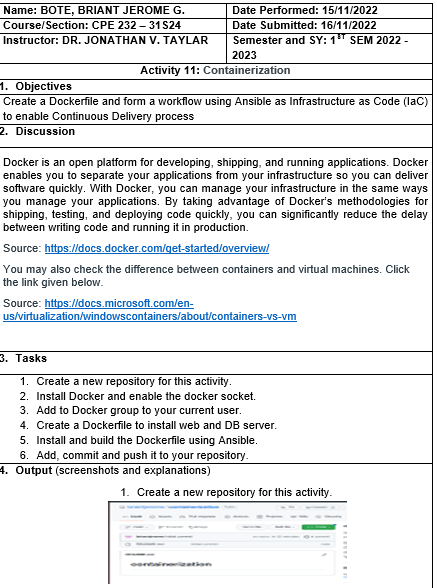 Name: BOTE, BRIANT JEROME G.
Date Performed: 15/11/2022
Course/Section: CPE 232 – 31S24
Date Submitted: 16/11/2022
Instructor: DR. JONATHAN V. TAYLAR
Semester and SY: 1ST SEM 2022 -
2023
Activity 11: Containerization
1. Objectives
Create a Dockerfile and form a workflow using Ansible as Infrastructure as Code (IaC)
to enable Continuous Delivery process
2. Discussion
Docker is an open platform for developing, shipping, and running applications. Docker
enables you to separate your applications from your infrastructure so you can deliver
software quickly. With Docker, you can manage your infrastructure in the same ways
you manage your applications. By taking advantage of Docker's methodologies for
shipping, testing, and deploying code quickly, you can significantly reduce the delay
between writing code and running it in production.
Source: https://docs.docker.com/get-started/overview/
You may also check the difference between containers and virtual machines. Click
the link given below.
Source: https://docs.microsoft.com/en-
us/virtualization/windowscontainers/about/containers-vs-vm
3. Tasks
1. Create a new repository for this activity.
2. Install Docker and enable the docker socket.
3. Add to Docker group to your current user.
4. Create a Dockerfile to install web and DB server.
5. Install and build the Dockerfile using Ansible.
6. Add, commit and push it to your repository.
4. Output (screenshots and explanations)
1. Create a new repository for this activity.
containerization